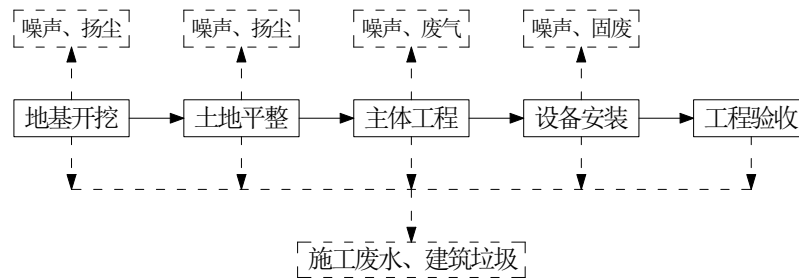 噪声、扬尘
噪声、扬尘
噪声、废气
噪声、固废
地基开挖
土地平整
主体工程
设备安装
工程验收
施工废水、建筑垃圾